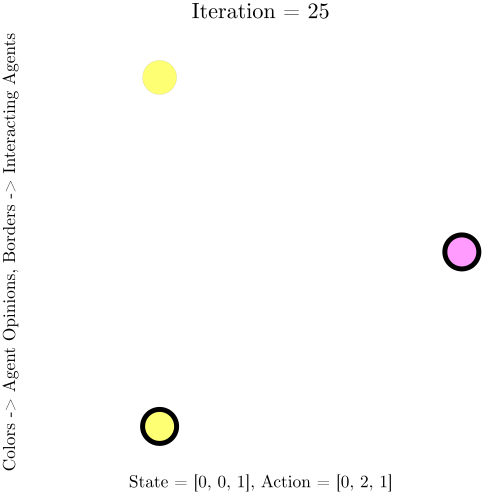 Iteration = 25
Colors -> Agent Opinions, Borders -> Interacting Agents
State = [0, 0, 1], Action = [0, 2, 1]